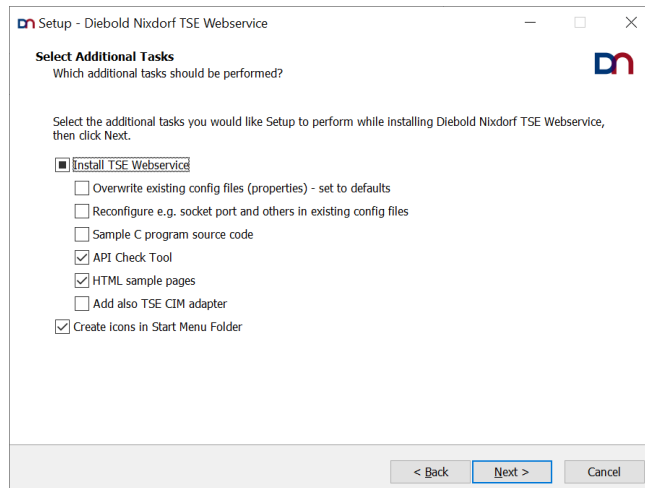 DN Setup - Diebold Nixdorf TSE Webservice
Select Additional Tasks
Which additional tasks should be performed?
DN
Select the additional tasks you would like Setup to perform while installing Diebold Nixdorf TSE Webservice,
then click Next.
Install TSE Webservice
Overwrite existing config files (properties) - set to defaults
Reconfigure e.g. socket port and others in existing config files
Sample C program source code
API Check Tool
HTML sample pages
Add also TSE CIM adapter
Create icons in Start Menu Folder
< Back Next > Cancel